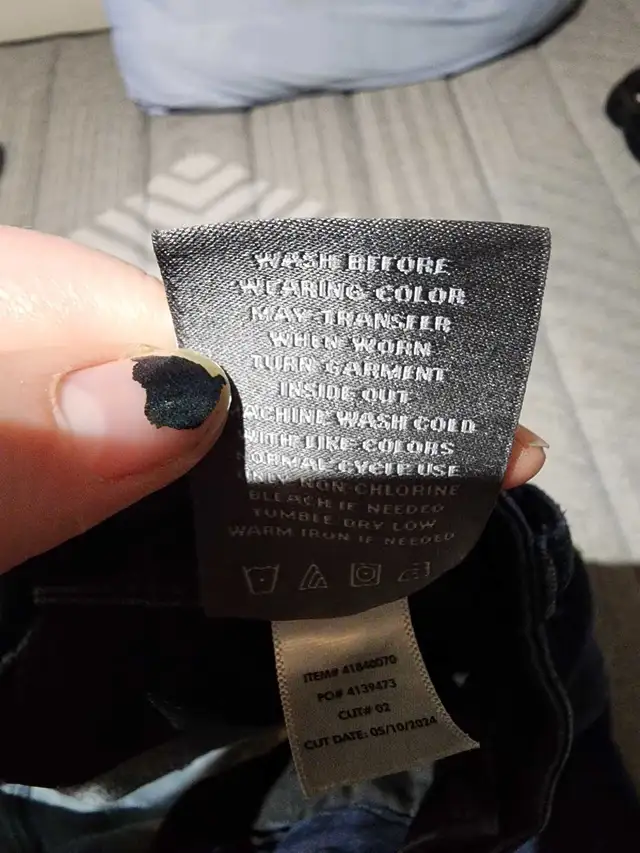 WASH BEFORE
WEARING COLOR
MAY TRANSFER
WHEN WORN
TURN GARMENT
INSIDE OUT
MACHINE WASH COLD
WITH LIKE COLORS
NORMAL CYCLE USE
ONLY NON CHLORINE
BLEACH IF NEEDED
TUMBLE DRY LOW
WARM IRON IF NEEDED
ITEM# 41840070
PO# 4139473
CUT# 02
CUT DATE: 05/10/2024